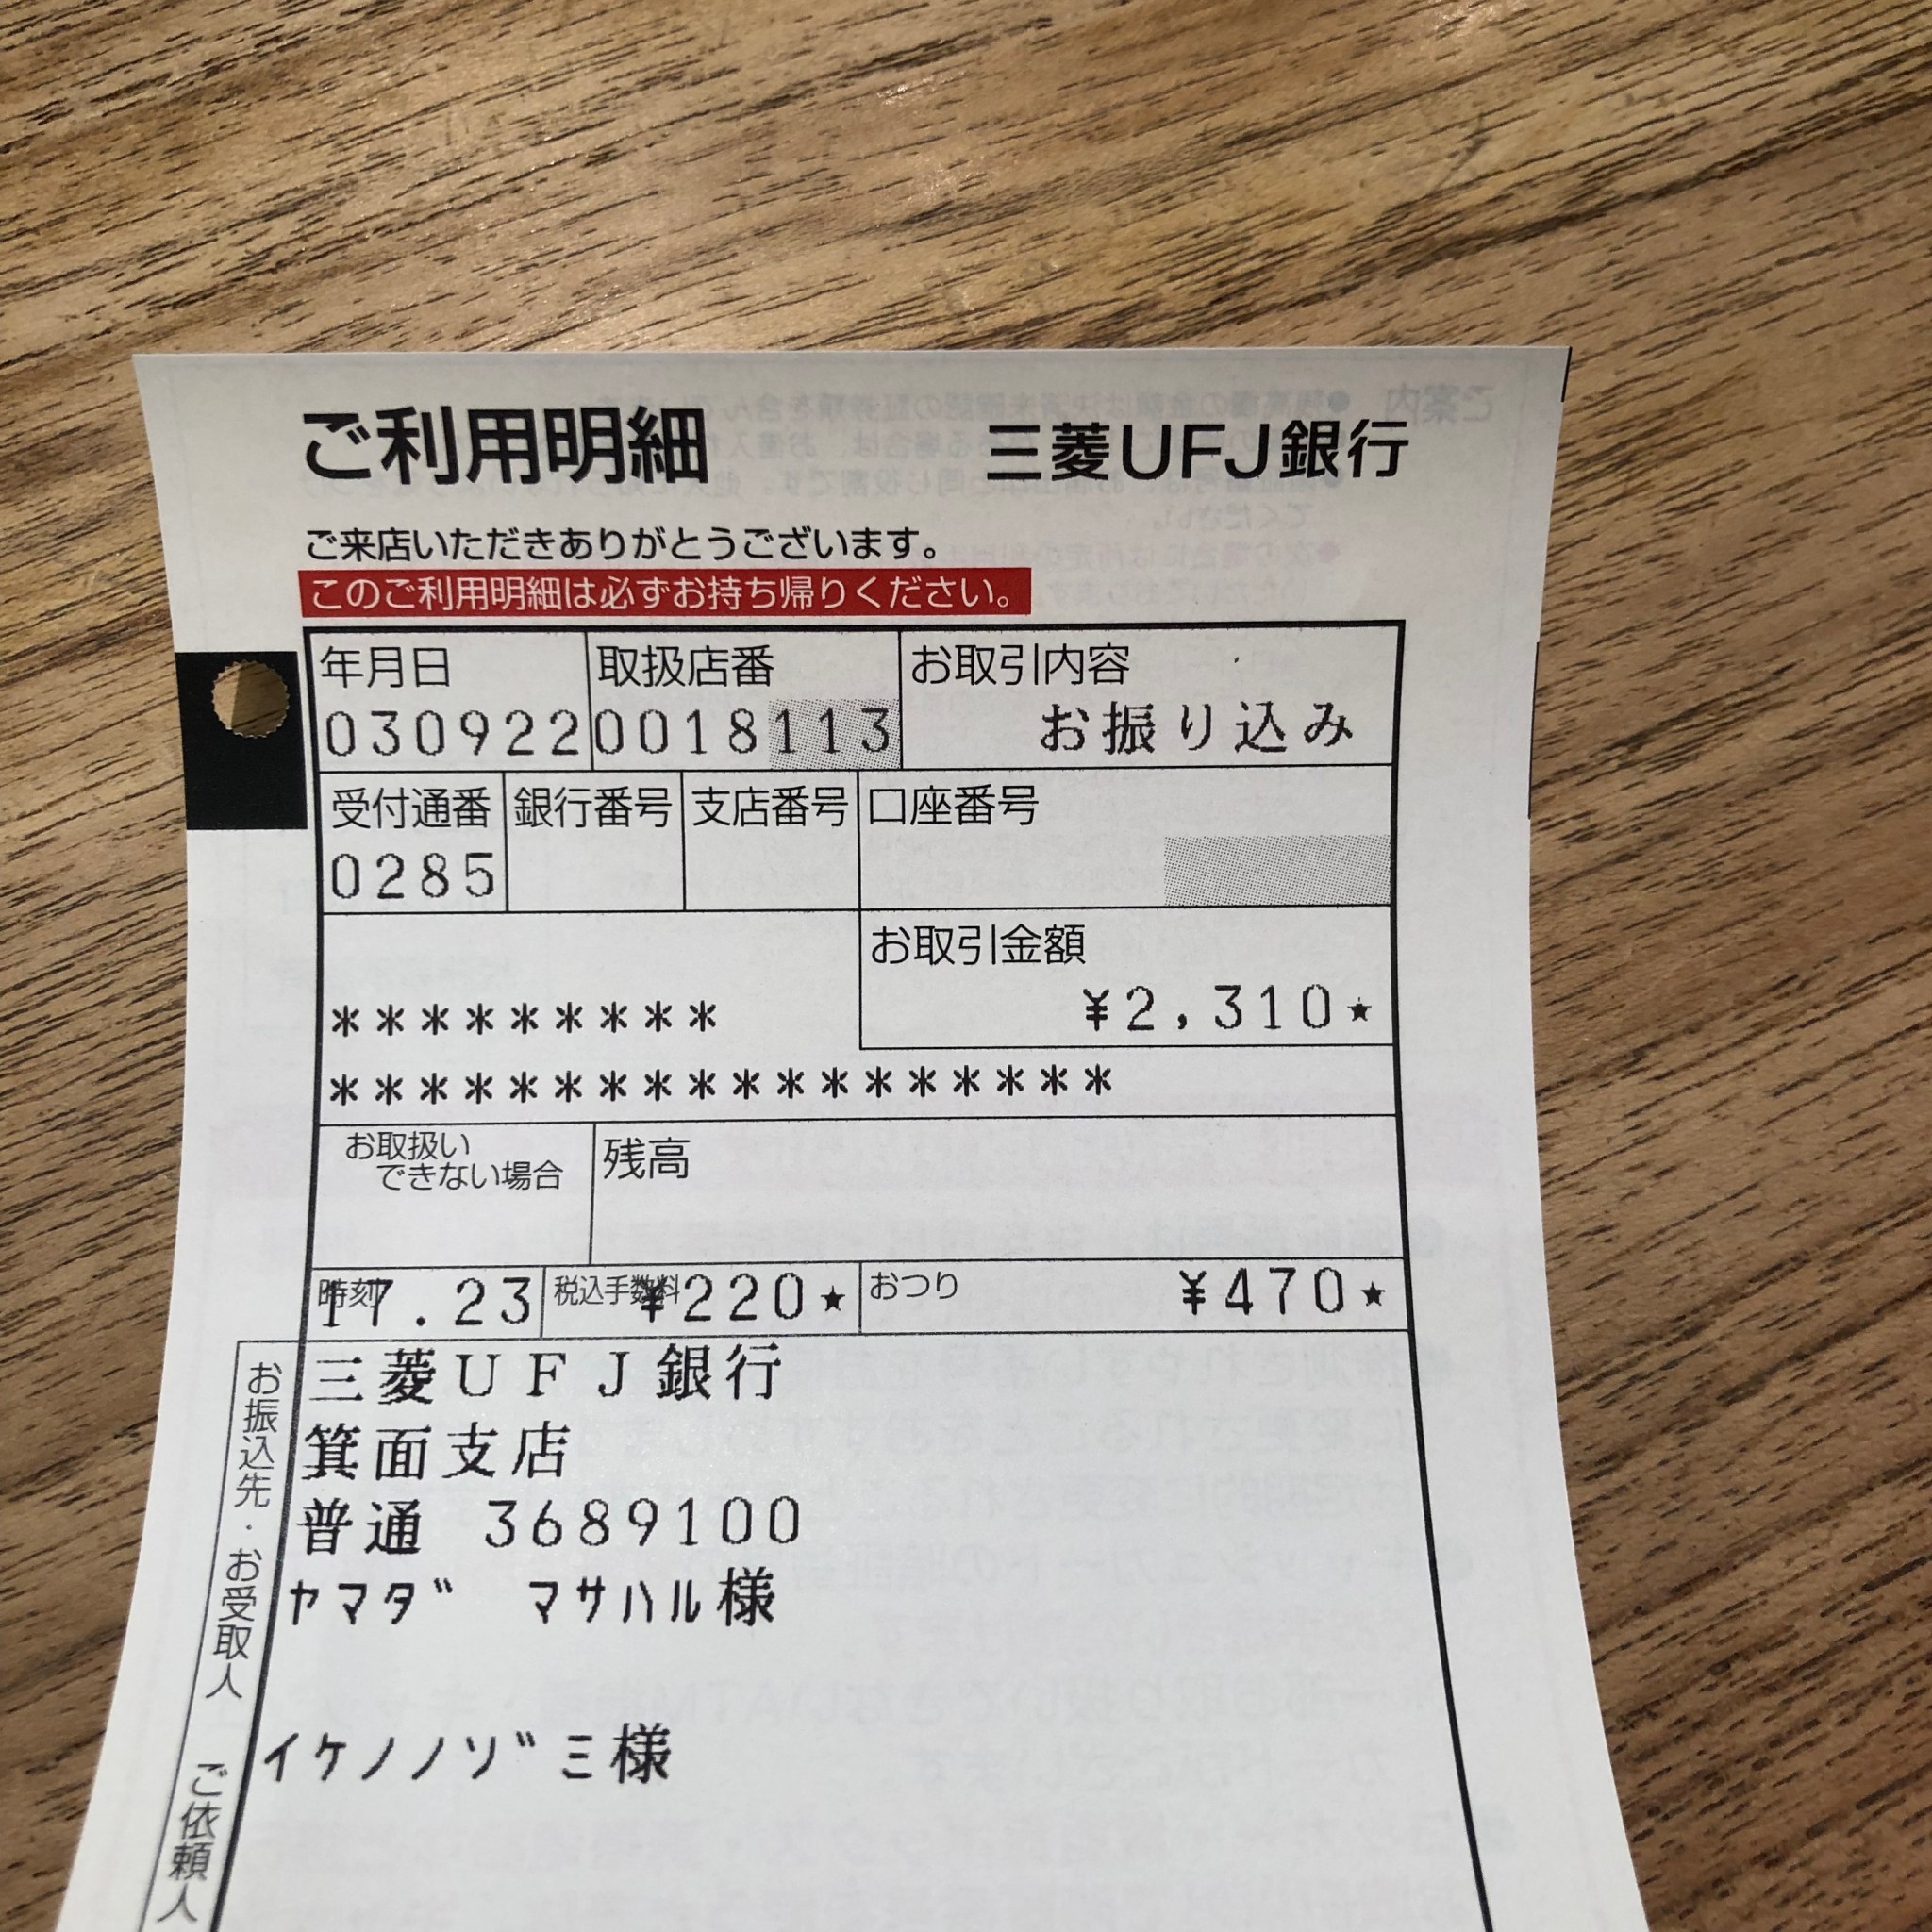 ご利用明細 三菱UFJ銀行
ご来店いただきありがとうございます。
このご利用明細は必ずお持ち帰りください。
年月日 取扱店番 お取引内容
030922 0018113 お振り込み
受付通番 銀行番号 支店番号 口座番号
0285
お取引金額
********* ¥2,310★
******************
お取扱い
できない場合 残高
時刻 17.23 税込手数料 ¥220★ おつり ¥470★
お振込先・お受取人
三菱UFJ銀行
箕面支店
普通 3689100
ヤマダ マサハル様
ご依頼人
イケノノゾミ様